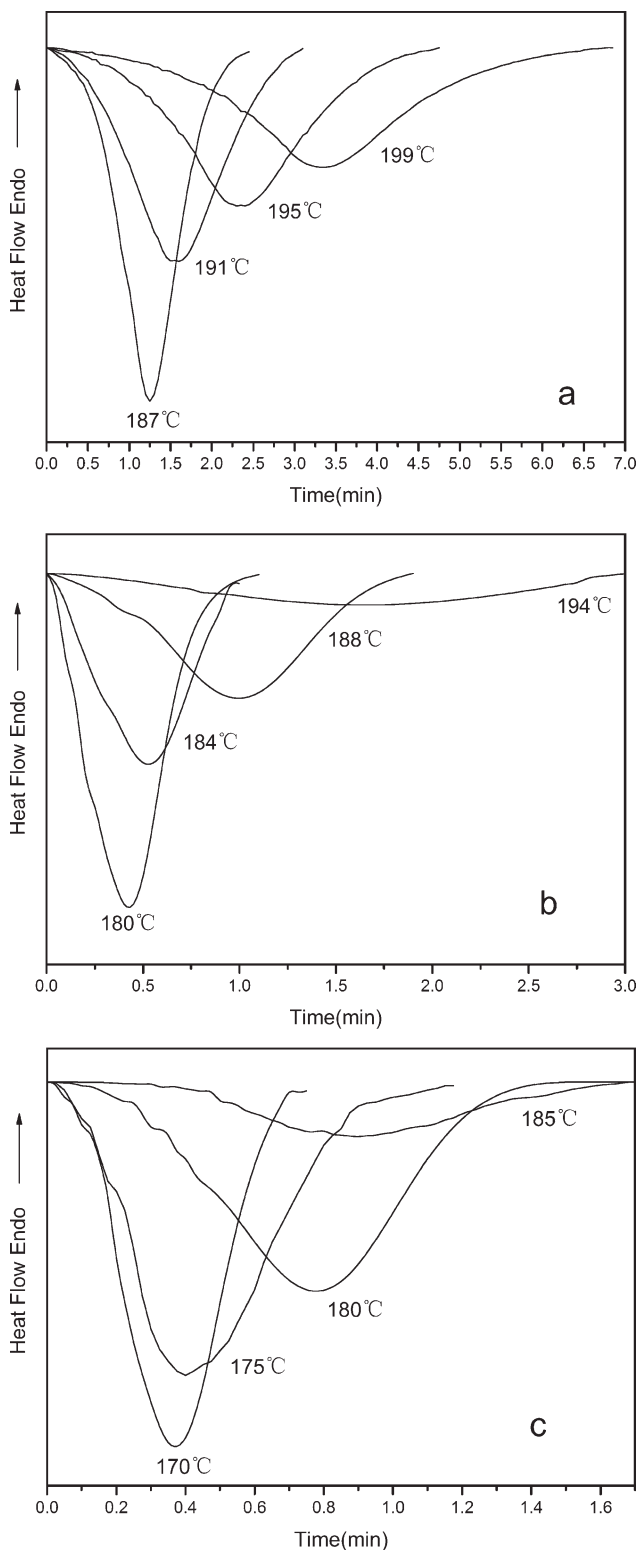 Heat Flow Endo
199℃
195℃
191℃
187℃
a
0.0 0.5 1.0 1.5 2.0 2.5 3.0 3.5 4.0 4.5 5.0 5.5 6.0 6.5 7.0
Time(min)
Heat Flow Endo
194℃
188℃
184℃
180℃
b
0.0 0.5 1.0 1.5 2.0 2.5 3.0
Time(min)
Heat Flow Endo
185℃
180℃
175℃
170℃
c
0.0 0.2 0.4 0.6 0.8 1.0 1.2 1.4 1.6
Time(min)